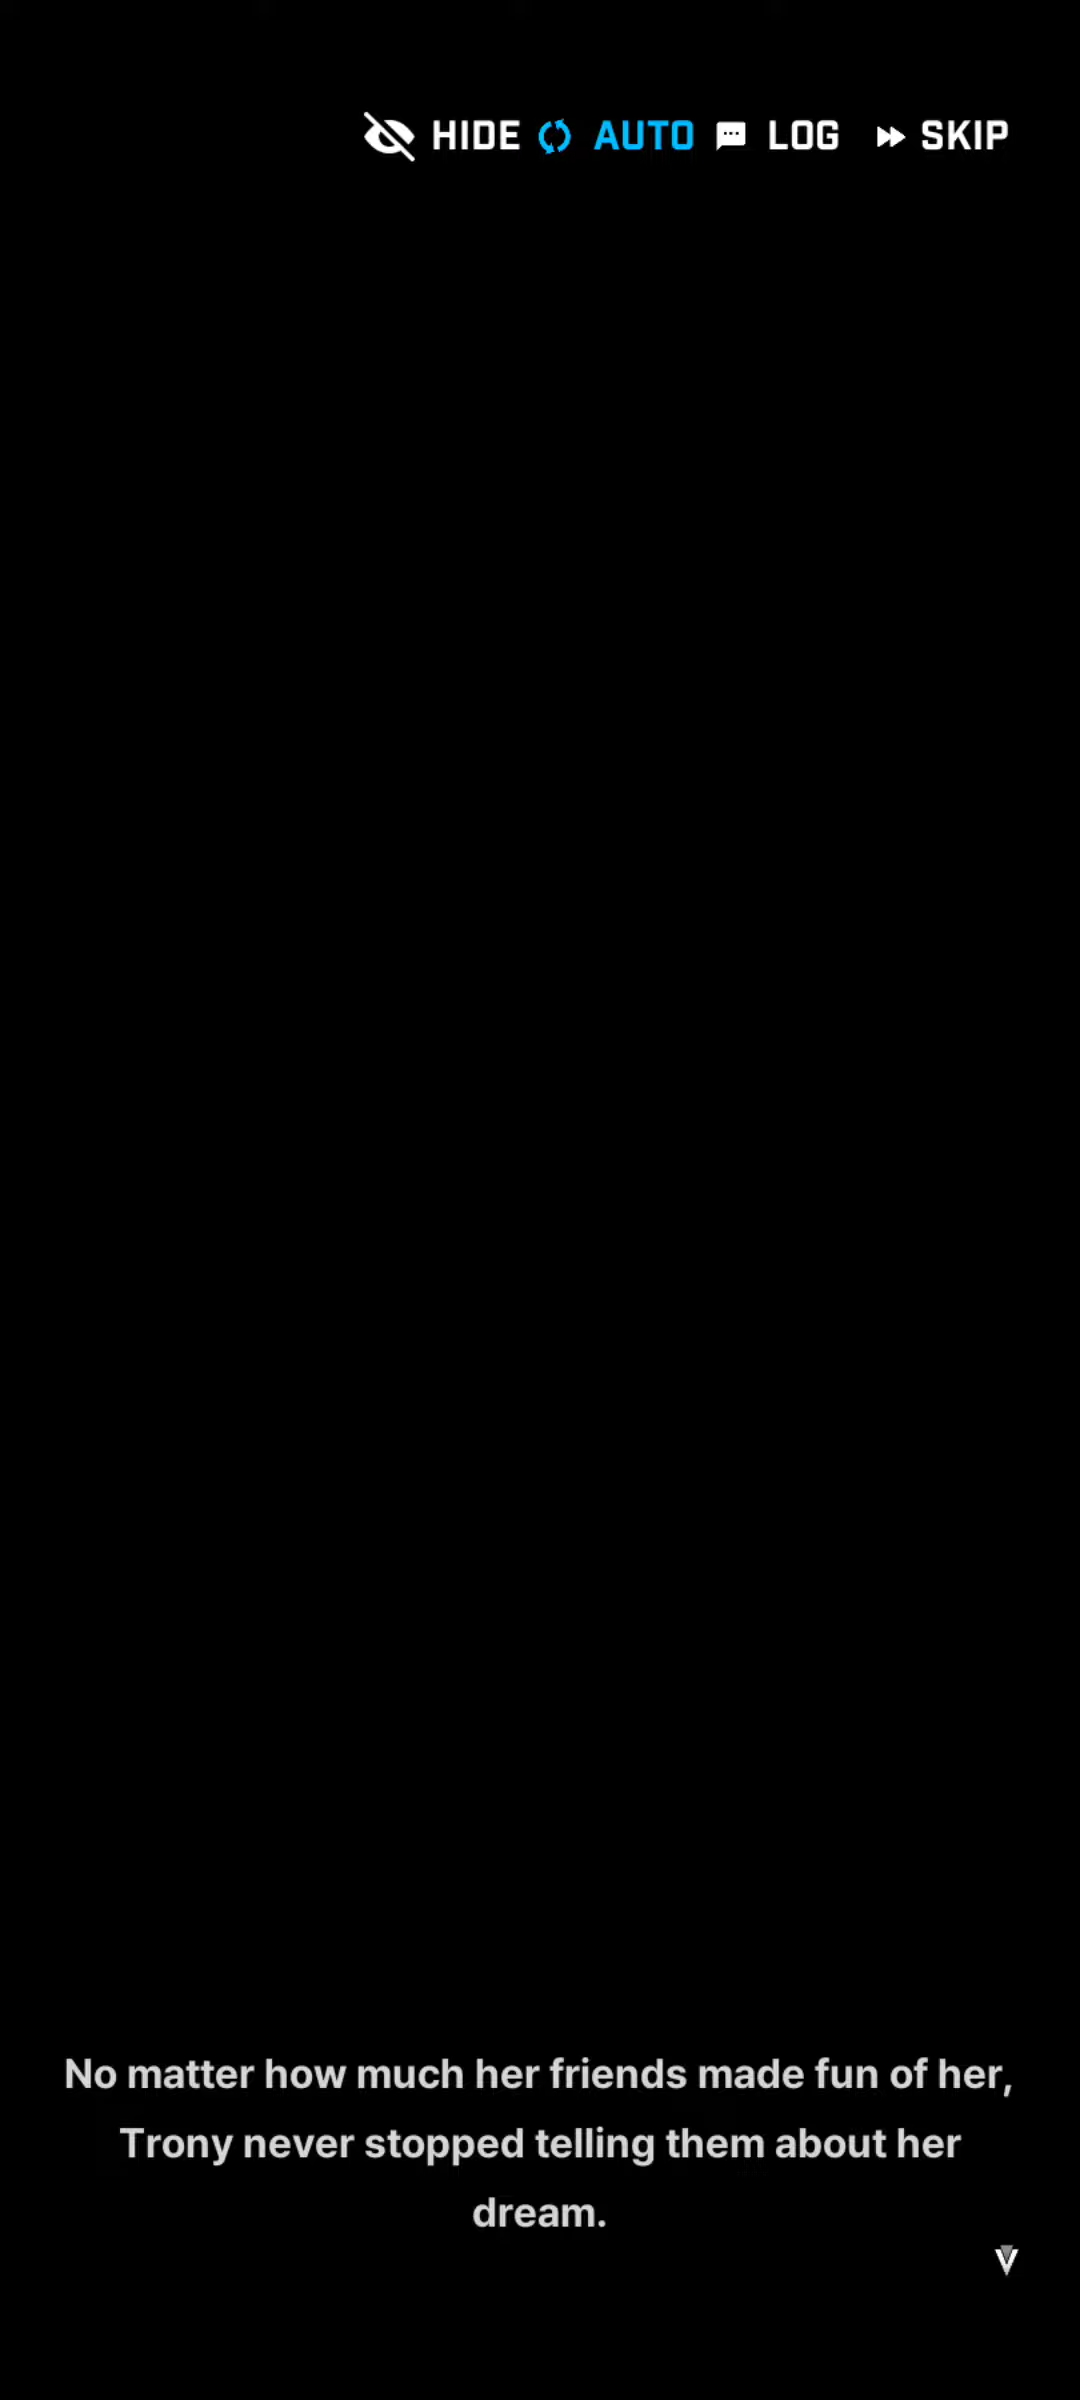 HIDE AUTO LOG SKIP
No matter how much her friends made fun of her,
Trony never stopped telling them about her
dream.